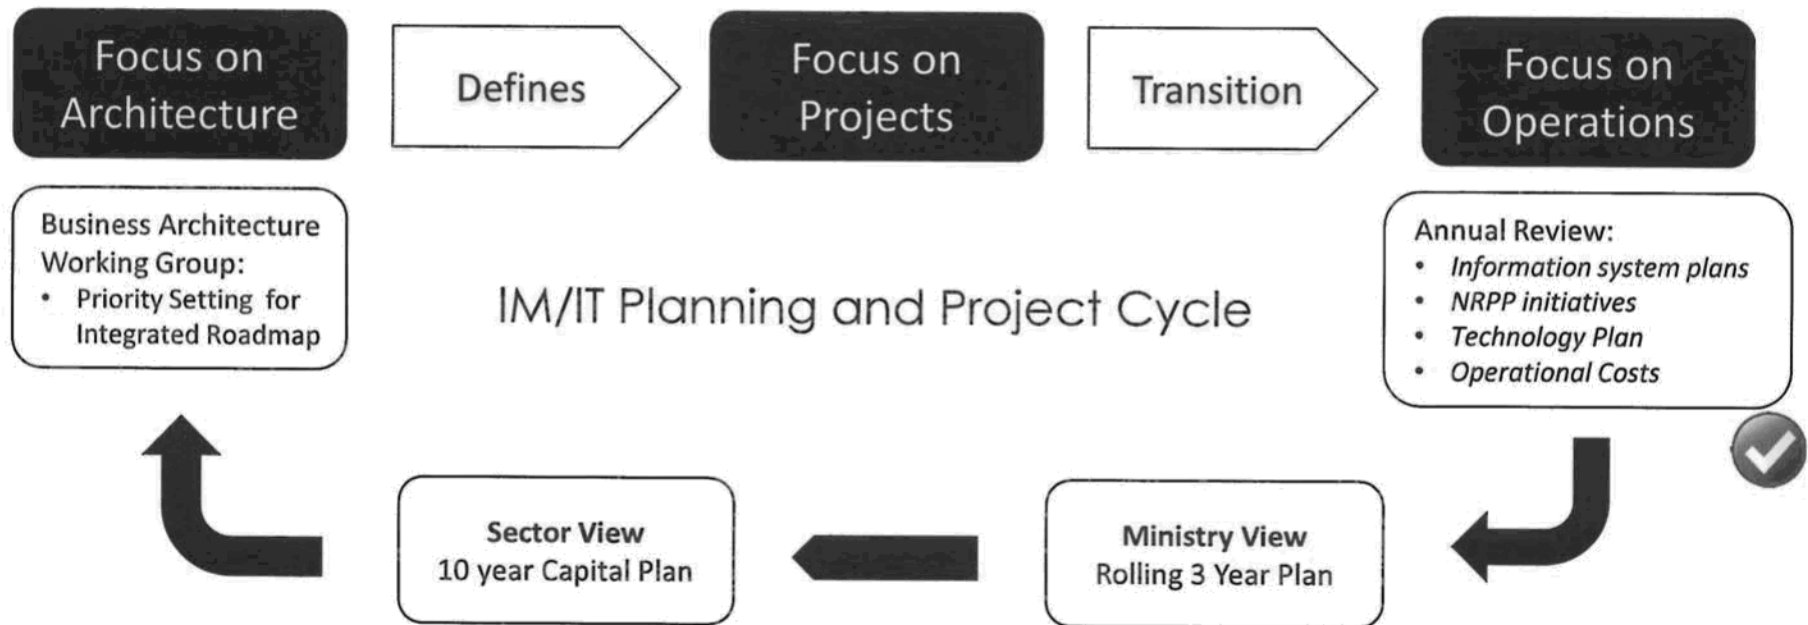 Focus on
Architecture
Defines
Focus on
Projects
Transition
Focus on
Operations
Business Architecture
Working Group:
• Priority Setting for
Integrated Roadmap
IM/IT Planning and Project Cycle
Annual Review:
• Information system plans
• NRPP initiatives
• Technology Plan
• Operational Costs
Sector View
10 year Capital Plan
Ministry View
Rolling 3 Year Plan